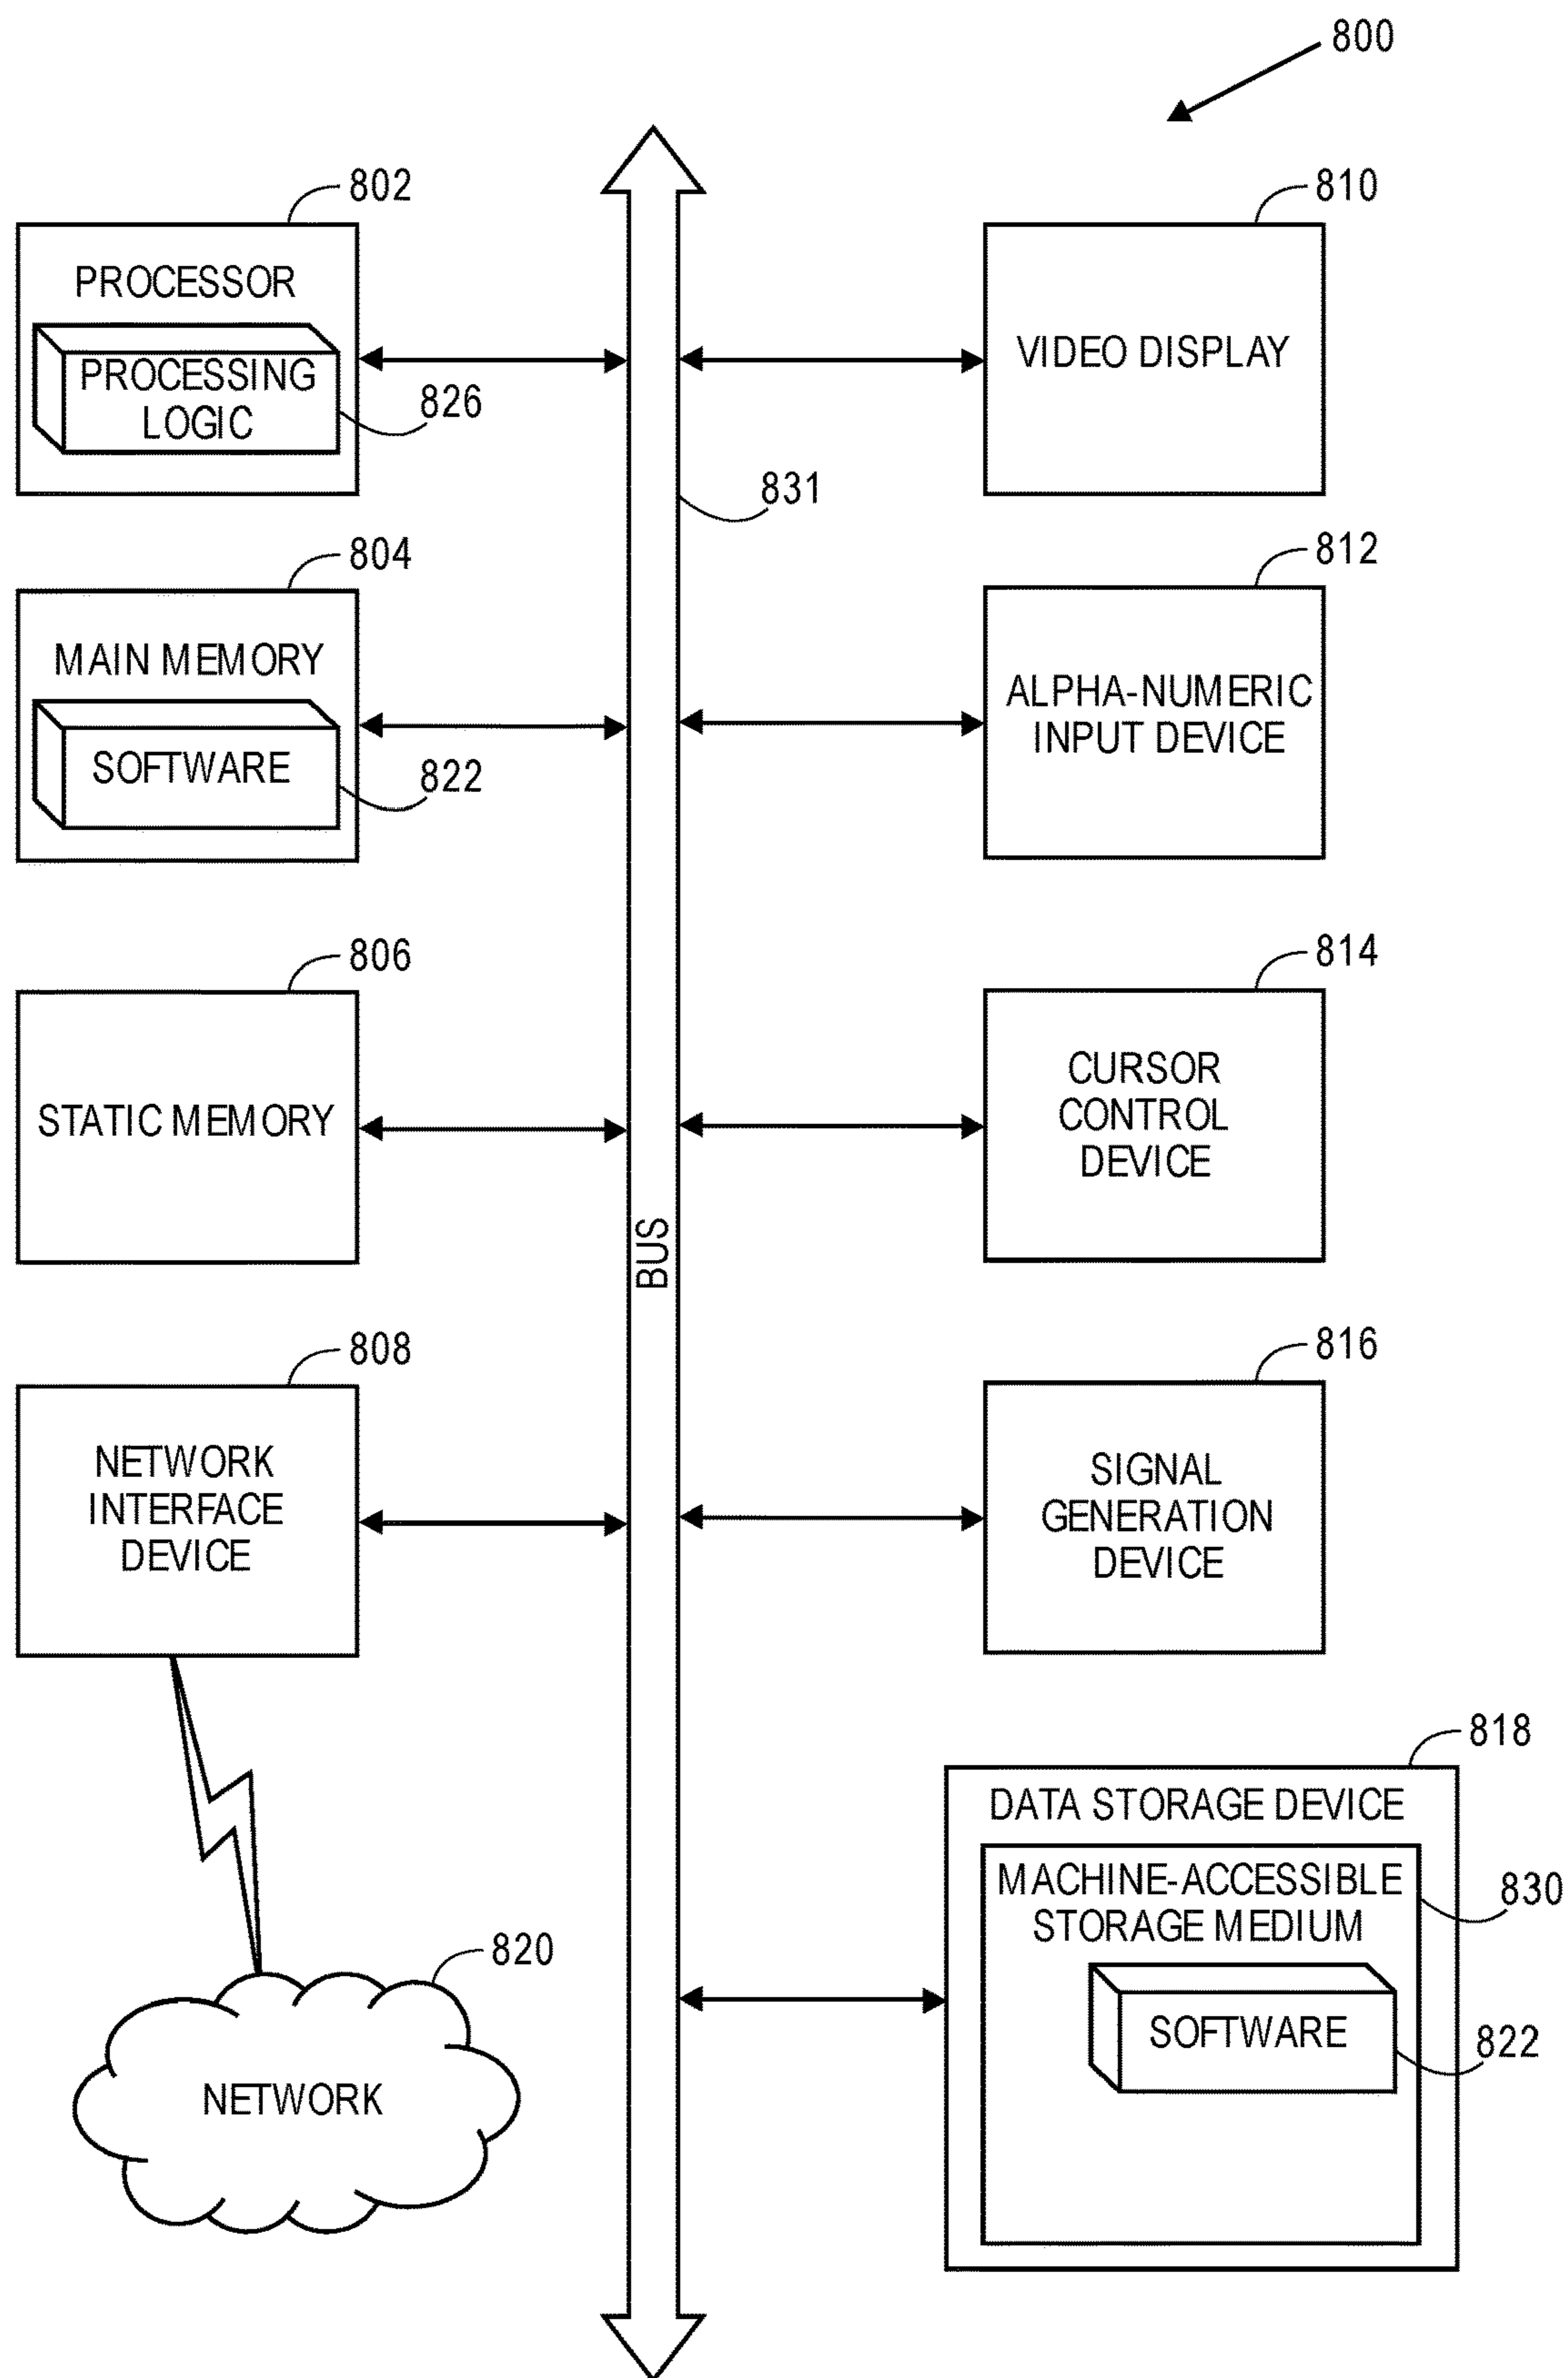 800
802
PROCESSOR
PROCESSING
LOGIC
826
804
MAIN MEMORY
SOFTWARE
822
806
STATIC MEMORY
808
NETWORK
INTERFACE
DEVICE
820
NETWORK
831
BUS
810
VIDEO DISPLAY
812
ALPHA-NUMERIC
INPUT DEVICE
814
CURSOR
CONTROL
DEVICE
816
SIGNAL
GENERATION
DEVICE
818
DATA STORAGE DEVICE
MACHINE-ACCESSIBLE
STORAGE MEDIUM
830
SOFTWARE
822